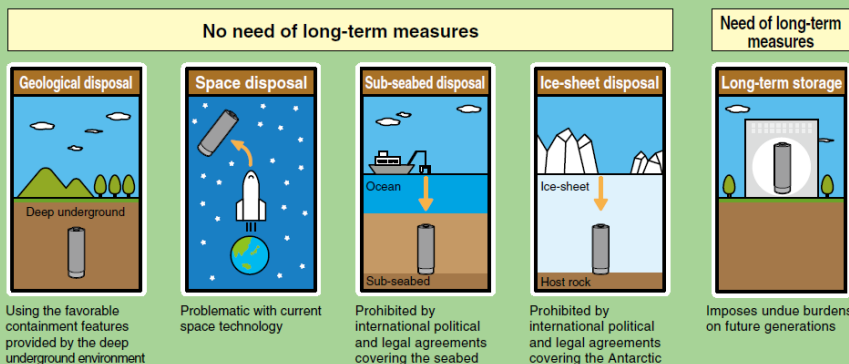 No need of long-term measures
Need of long-term
measures
Geological disposal
Deep underground
Using the favorable
containment features
provided by the deep
underground environment
Space disposal
Problematic with current
space technology
Sub-seabed disposal
Ocean
Sub-seabed
Prohibited by
international political
and legal agreements
covering the seabed
Ice-sheet disposal
Ice-sheet
Host rock
Prohibited by
international political
and legal agreements
covering the Antarctic
Long-term storage
Imposes undue burdens
on future generations